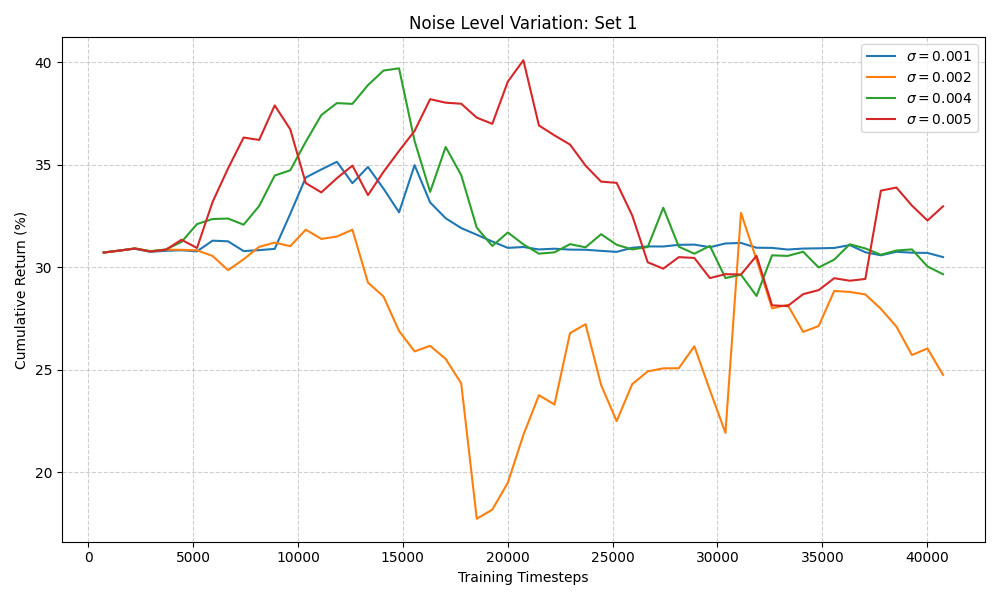 Noise Level Variation: Set 1
σ = 0.001
σ = 0.002
σ = 0.004
σ = 0.005
Cumulative Return (%)
40
35
30
25
20
0 5000 10000 15000 20000 25000 30000 35000 40000
Training Timesteps